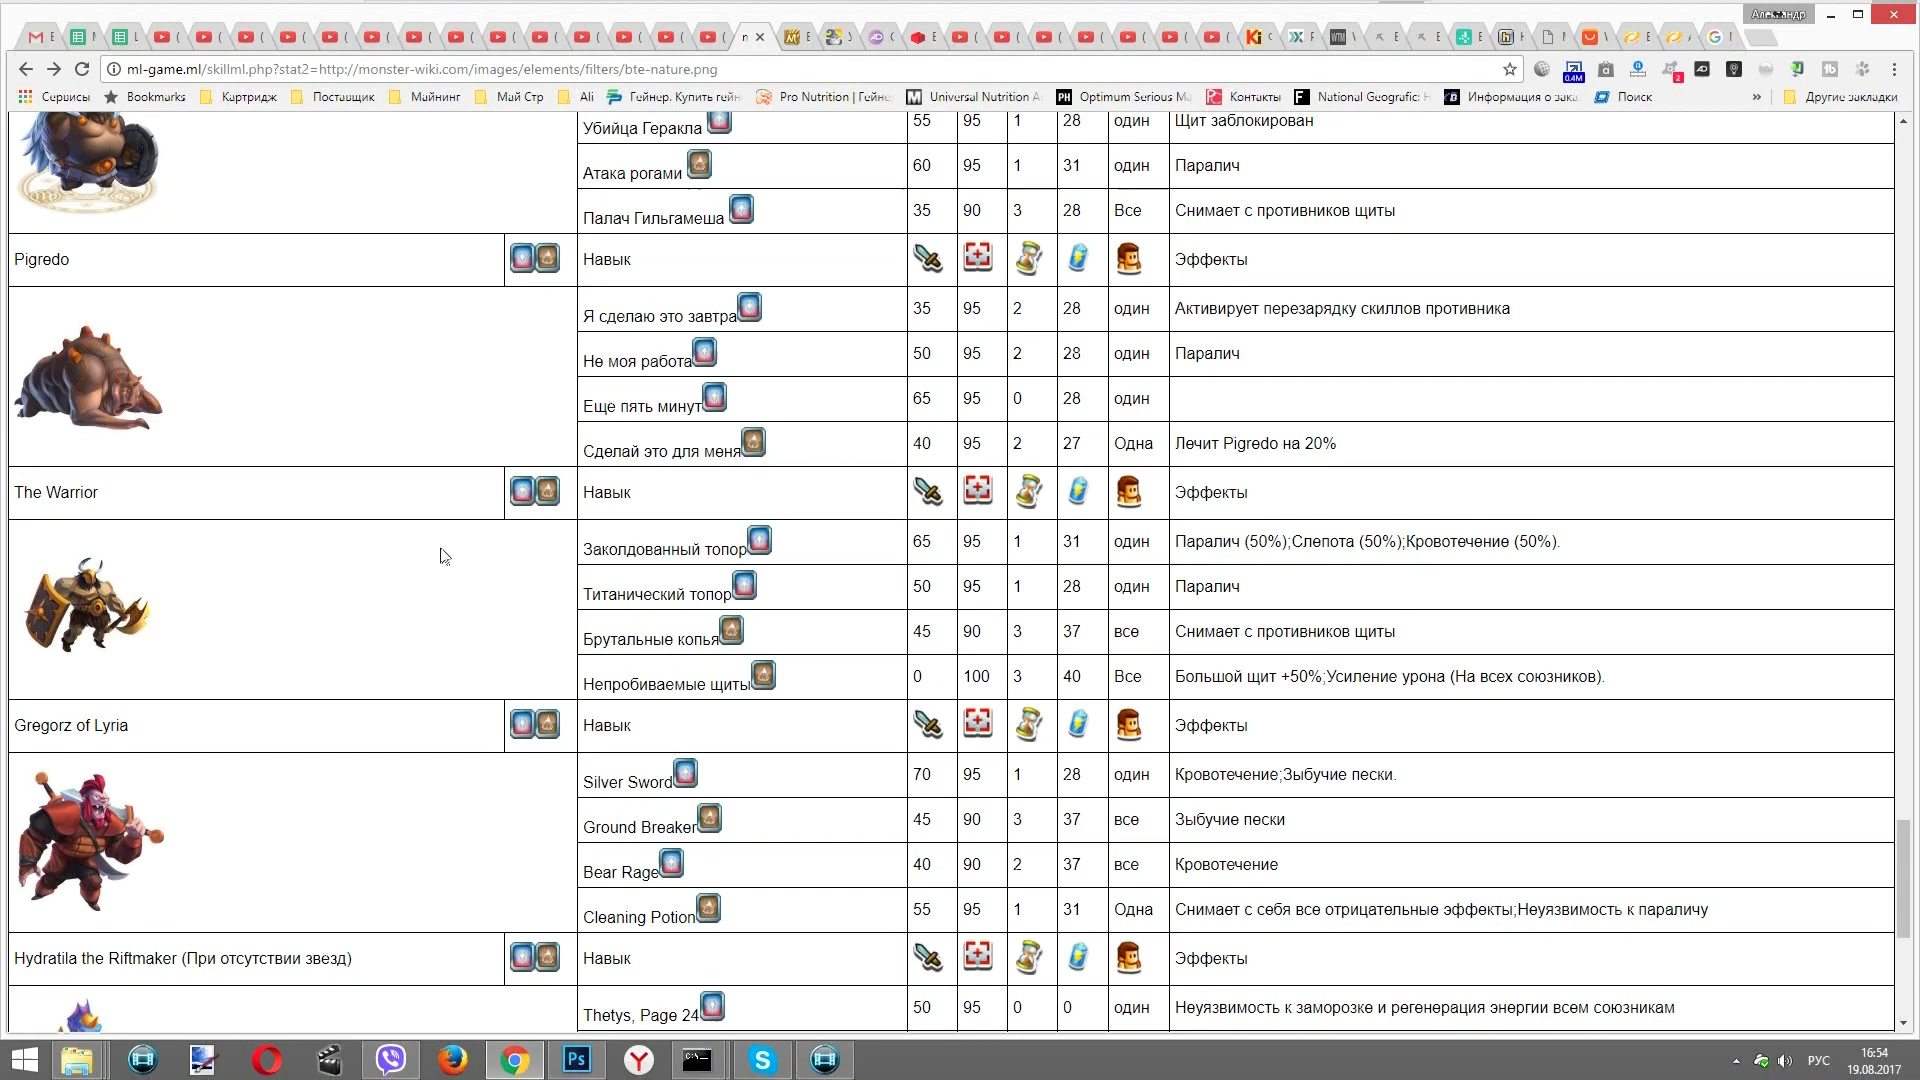 Александр
ml-game.ml/skillml.php?stat2=http://monster-wiki.com/images/elements/filters/bte-nature.png
Сервисы Bookmarks Картридж Поставщик Майнинг Май Стр Ali Гейнер. Купить гейн Pro Nutrition | Гейне Universal Nutrition Optimum Serious Ma Контакты National Geografic: Информация о зака Поиск » Другие закладки
Убийца Геракла 55 95 1 28 один Щит заблокирован
Атака рогами 60 95 1 31 один Паралич
Палач Гильгамеша 35 90 3 28 Все Снимает с противников щиты
Pigredo Навык Эффекты
Я сделаю это завтра 35 95 2 28 один Активирует перезарядку скиллов противника
Не моя работа 50 95 2 28 один Паралич
Еще пять минут 65 95 0 28 один
Сделай это для меня 40 95 2 27 Одна Лечит Pigredo на 20%
The Warrior Навык Эффекты
Заколдованный топор 65 95 1 31 один Паралич (50%);Слепота (50%);Кровотечение (50%).
Титанический топор 50 95 1 28 один Паралич
Брутальные копья 45 90 3 37 все Снимает с противников щиты
Непробиваемые щиты 0 100 3 40 Все Большой щит +50%;Усиление урона (На всех союзников).
Gregorz of Lyria Навык Эффекты
Silver Sword 70 95 1 28 один Кровотечение;Зыбучие пески.
Ground Breaker 45 90 3 37 все Зыбучие пески
Bear Rage 40 90 2 37 все Кровотечение
Cleaning Potion 55 95 1 31 Одна Снимает с себя все отрицательные эффекты;Неуязвимость к параличу
Hydratila the Riftmaker (При отсутствии звезд) Навык Эффекты
Thetys, Page 24 50 95 0 0 один Неуязвимость к заморозке и регенерация энергии всем союзникам
РУС
16:54
19.08.2017